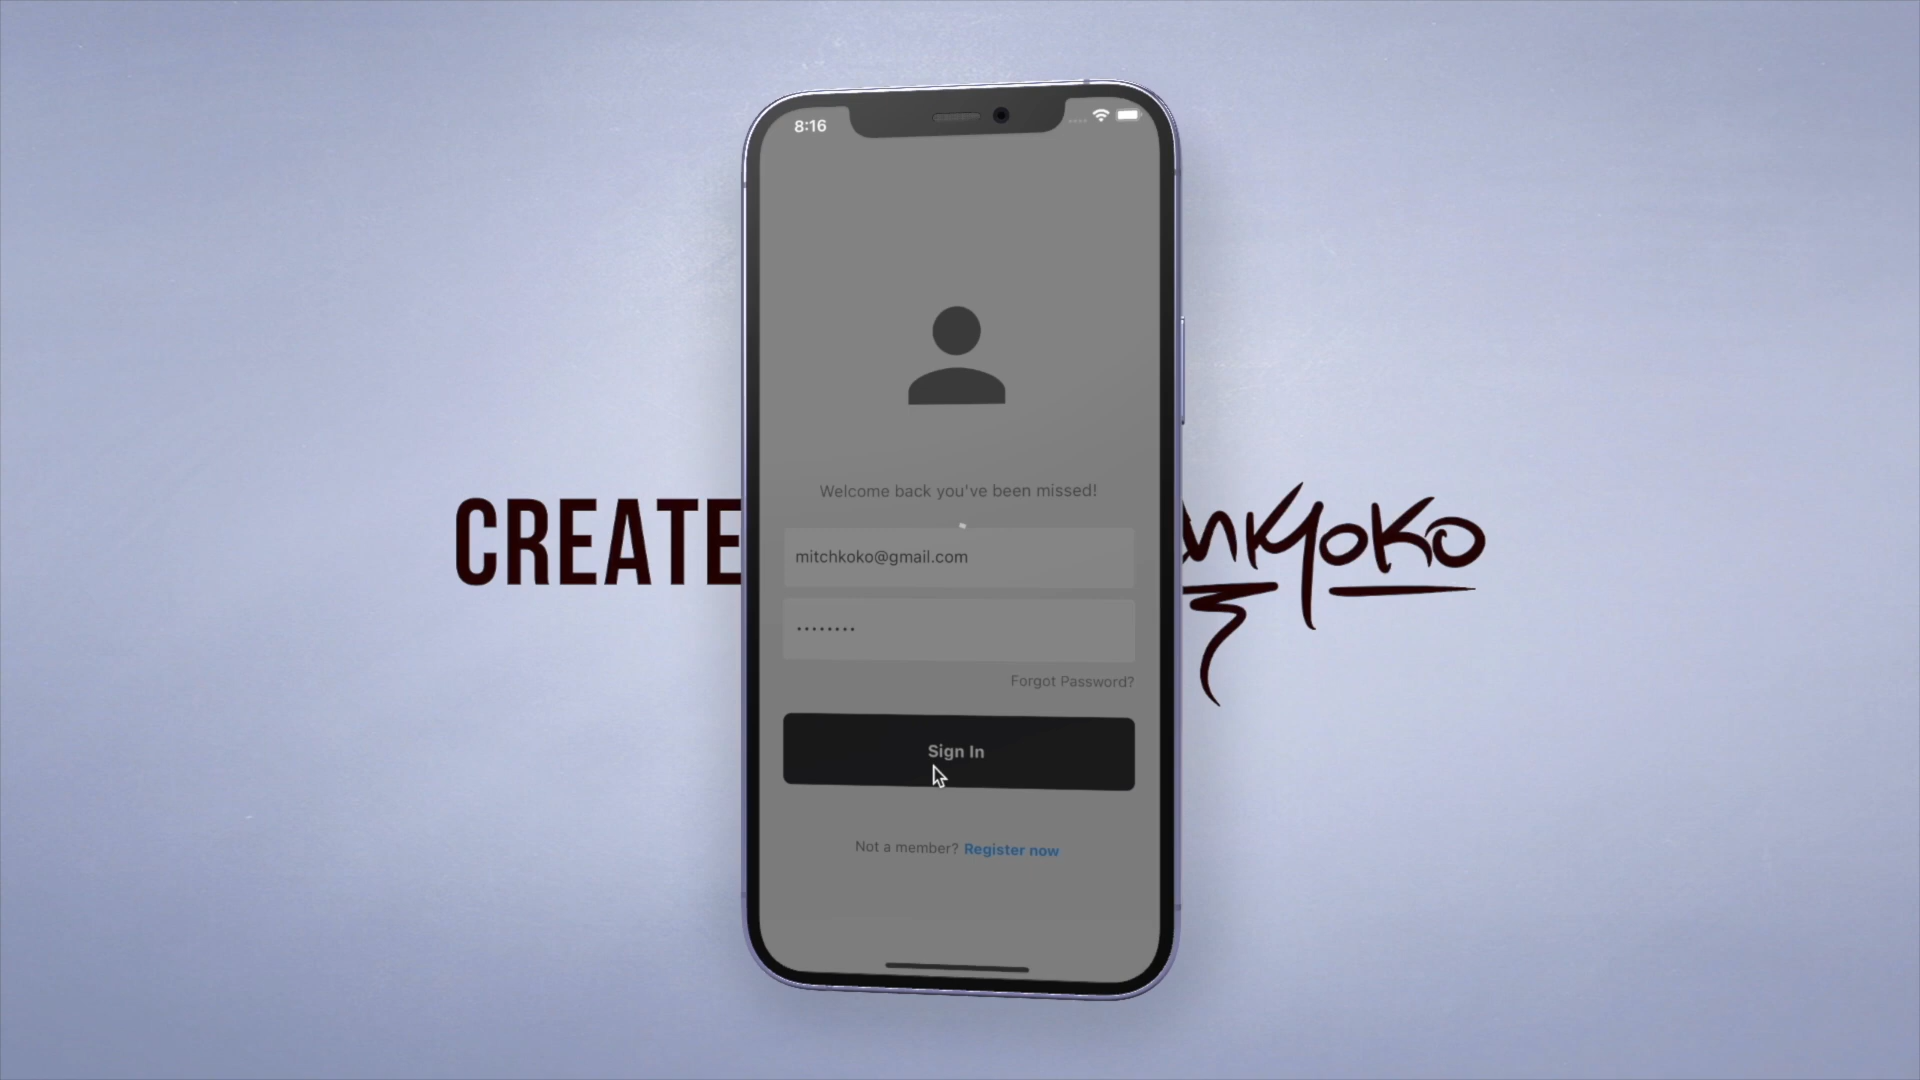 8:16
Welcome back you've been missed!
CREATE
mitchkoko@gmail.com
••••••••
Forgot Password?
Sign In
Not a member? Register now